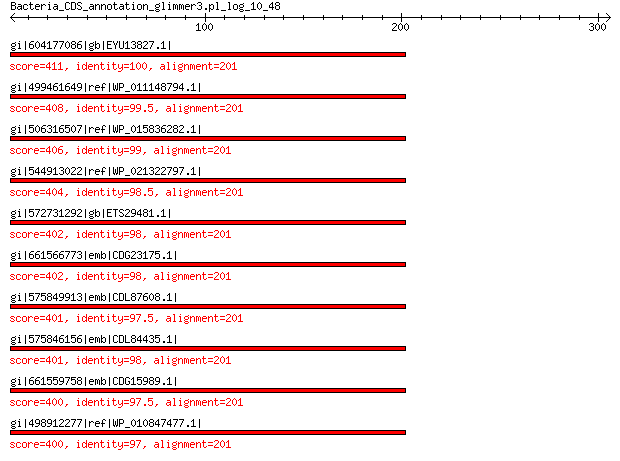 Bacteria_CDS_annotation_glimmer3.pl_log_10_48
100 200 300
gi|604177086|gb|EYU13827.1|
score=411, identity=100, alignment=201
gi|499461649|ref|WP_011148794.1|
score=408, identity=99.5, alignment=201
gi|506316507|ref|WP_015836282.1|
score=406, identity=99, alignment=201
gi|544913022|ref|WP_021322797.1|
score=404, identity=98.5, alignment=201
gi|572731292|gb|ETS29481.1|
score=402, identity=98, alignment=201
gi|661566773|emb|CDG23175.1|
score=402, identity=98, alignment=201
gi|575849913|emb|CDL87608.1|
score=401, identity=97.5, alignment=201
gi|575846156|emb|CDL84435.1|
score=401, identity=98, alignment=201
gi|661559758|emb|CDG15989.1|
score=400, identity=97.5, alignment=201
gi|498912277|ref|WP_010847477.1|
score=400, identity=97, alignment=201